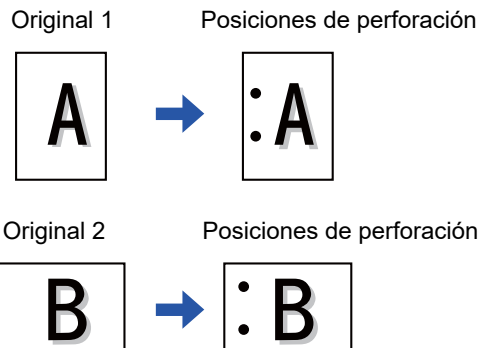 Original 1 Posiciones de perforación
A :A
Original 2 Posiciones de perforación
B :B